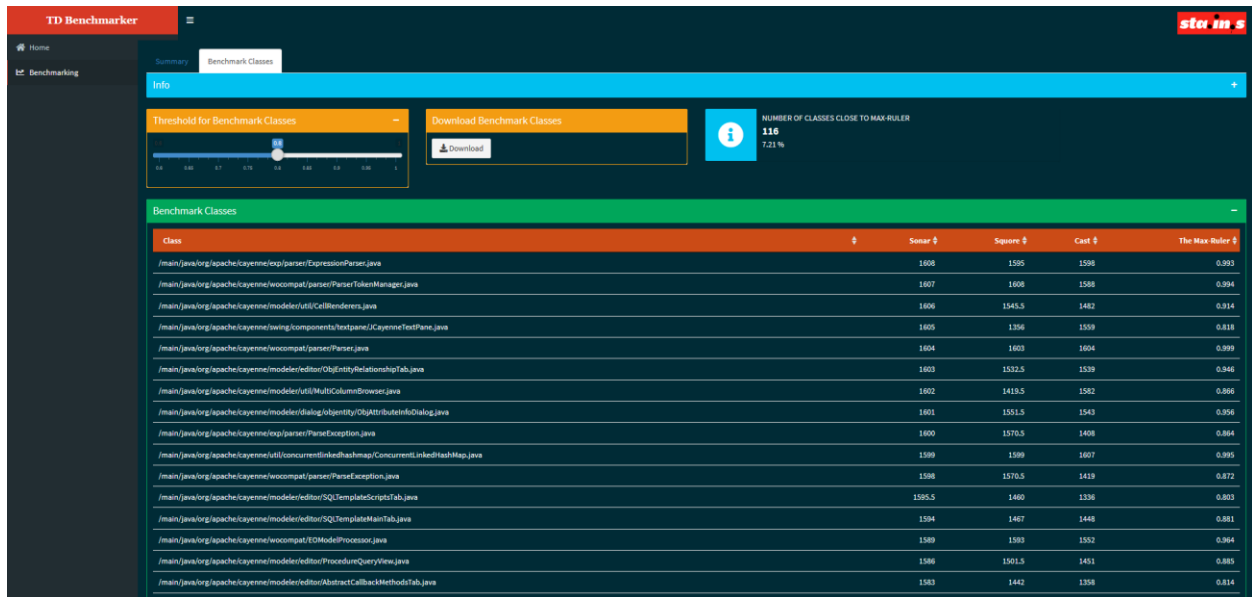 TD Benchmarker
Home
Benchmarking
Summary
Benchmark Classes
Info
Threshold for Benchmark Classes
0.8
0.6 0.65 0.7 0.75 0.8 0.85 0.9 0.95 1
Download Benchmark Classes
Download
NUMBER OF CLASSES CLOSE TO MAX-RULER
116
7.21 %
Benchmark Classes
Class Sonar Squore Cast The Max-Ruler
/main/java/org/apache/cayenne/exp/parser/ExpressionParser.java 1608 1595 1598 0.993
/main/java/org/apache/cayenne/wocompat/parser/ParserTokenManager.java 1607 1608 1588 0.994
/main/java/org/apache/cayenne/modeler/util/CellRenderers.java 1606 1545.5 1482 0.914
/main/java/org/apache/cayenne/swing/components/textpane/JCayenneTextPane.java 1605 1356 1559 0.818
/main/java/org/apache/cayenne/wocompat/parser/Parser.java 1604 1603 1604 0.999
/main/java/org/apache/cayenne/modeler/editor/ObjEntityRelationshipTab.java 1603 1532.5 1539 0.946
/main/java/org/apache/cayenne/modeler/util/MultiColumnBrowser.java 1602 1419.5 1582 0.866
/main/java/org/apache/cayenne/modeler/dialog/objentity/ObjAttributeInfoDialog.java 1601 1551.5 1543 0.956
/main/java/org/apache/cayenne/exp/parser/ParseException.java 1600 1570.5 1408 0.864
/main/java/org/apache/cayenne/util/concurrentlinkedhashmap/ConcurrentLinkedHashMap.java 1599 1599 1607 0.995
/main/java/org/apache/cayenne/wocompat/parser/ParseException.java 1598 1570.5 1419 0.872
/main/java/org/apache/cayenne/modeler/editor/SQLTemplateScriptsTab.java 1595.5 1460 1336 0.803
/main/java/org/apache/cayenne/modeler/editor/SQLTemplateMainTab.java 1594 1467 1448 0.881
/main/java/org/apache/cayenne/wocompat/EOModelProcessor.java 1589 1593 1552 0.964
/main/java/org/apache/cayenne/modeler/editor/ProcedureQueryView.java 1586 1501.5 1451 0.885
/main/java/org/apache/cayenne/modeler/editor/AbstractCallbackMethodsTab.java 1583 1442 1358 0.814